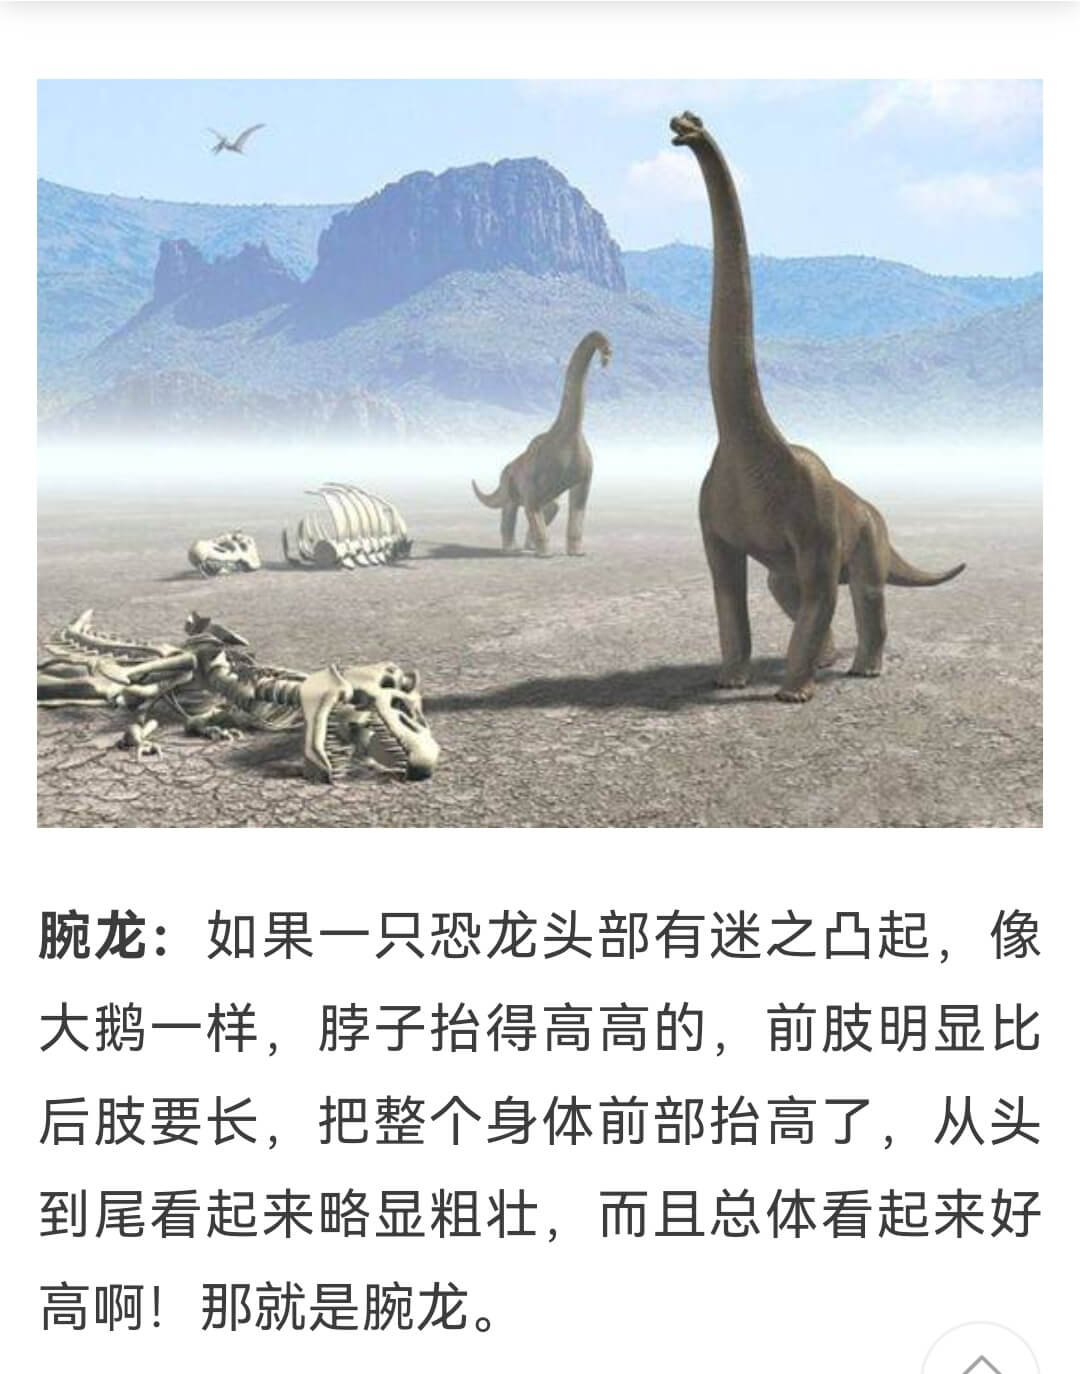 腕龙：如果一只恐龙头部有迷之凸起，像
大鹅一样，脖子抬得高高的，前肢明显比
后肢要长，把整个身体前部抬高了，从头
到尾看起来略显粗壮，而且总体看起来好
高啊！那就是腕龙。